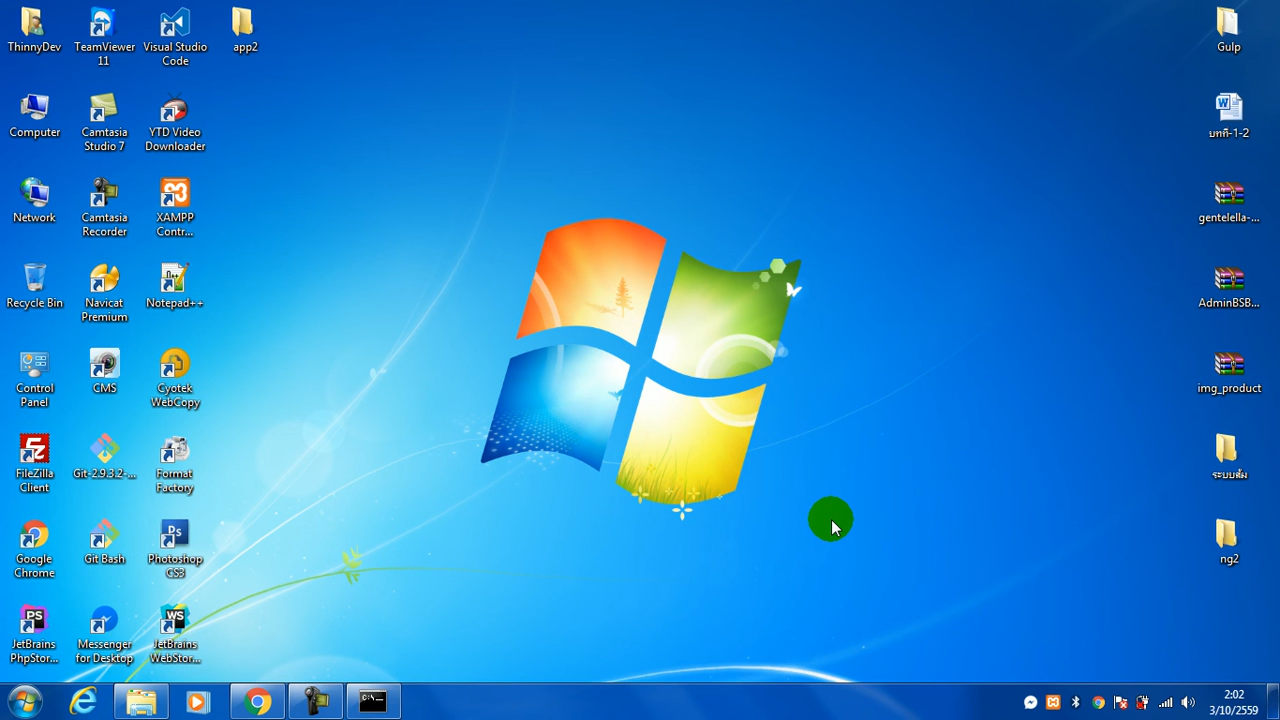 ThinnyDev
TeamViewer
11
Visual Studio
Code
app2
Gulp
Computer
Camtasia
Studio 7
YTD Video
Downloader
บทที่-1-2
Network
Camtasia
Recorder
XAMPP
Contr...
gentelella-...
Recycle Bin
Navicat
Premium
Notepad++
AdminBSB...
Control
Panel
CMS
Cyotek
WebCopy
img_product
FileZilla
Client
Git-2.9.3.2-...
Format
Factory
ระบบส้ม
Google
Chrome
Git Bash
Photoshop
CS3
ng2
JetBrains
PhpStor...
Messenger
for Desktop
JetBrains
WebStor...
2:02
3/10/2559